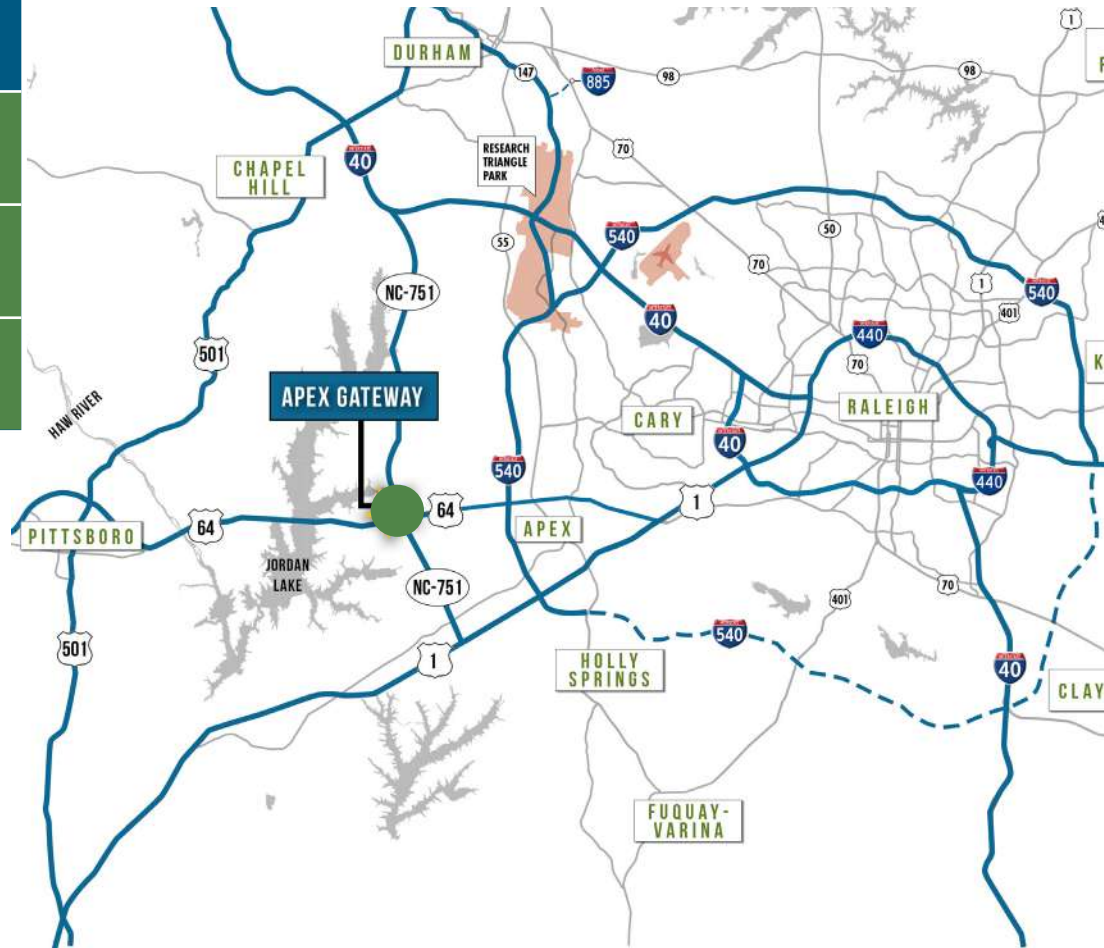 1
DURHAM
147
885
98
98
RESEARCH
TRIANGLE
PARK
70
CHAPEL
HILL
40
55
540
50
70
NC-751
1
540
401
40
440
501
70
APEX GATEWAY
HAW RIVER
CARY
RALEIGH
40
540
440
1
64
64
PITTSBORO
APEX
JORDAN
LAKE
NC-751
70
401
501
540
1
HOLLY
SPRINGS
40
CLAY
FUQUAY-
VARINA